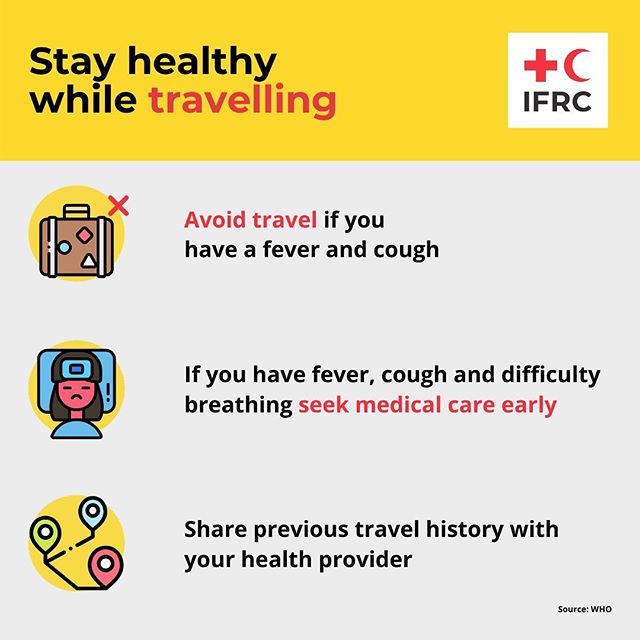 Stay healthy
while travelling
IFRC
Avoid travel if you
have a fever and cough
If you have fever, cough and difficulty
breathing seek medical care early
Share previous travel history with
your health provider
Source: WHO